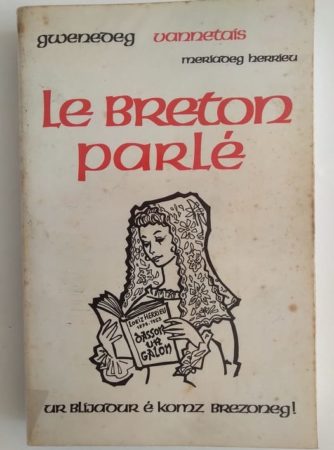 gwenedeg vannetais
meriadeg herrieu
Le Breton
parlé
Loeiz Herrieu
1879-1953
dasson
ur
galon
ur blijadur é komz brezoneg!